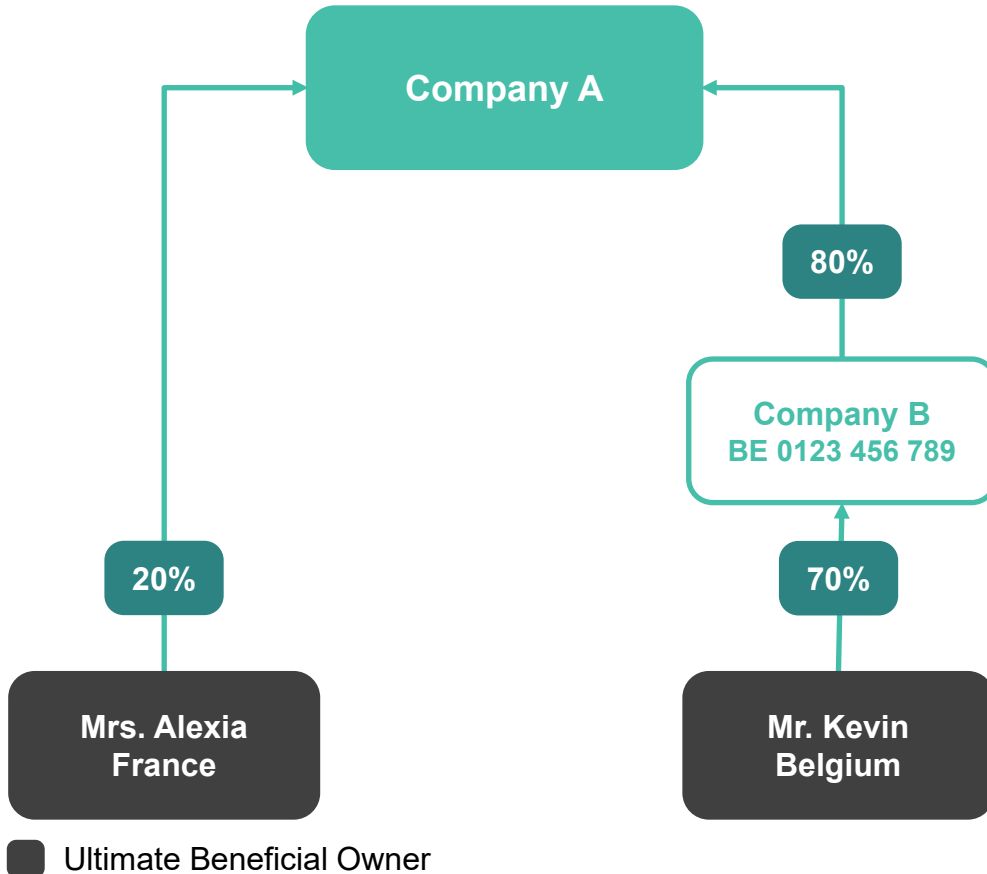 Company A
80%
Company B
BE 0123 456 789
20%
70%
Mrs. Alexia
France
Mr. Kevin
Belgium
Ultimate Beneficial Owner